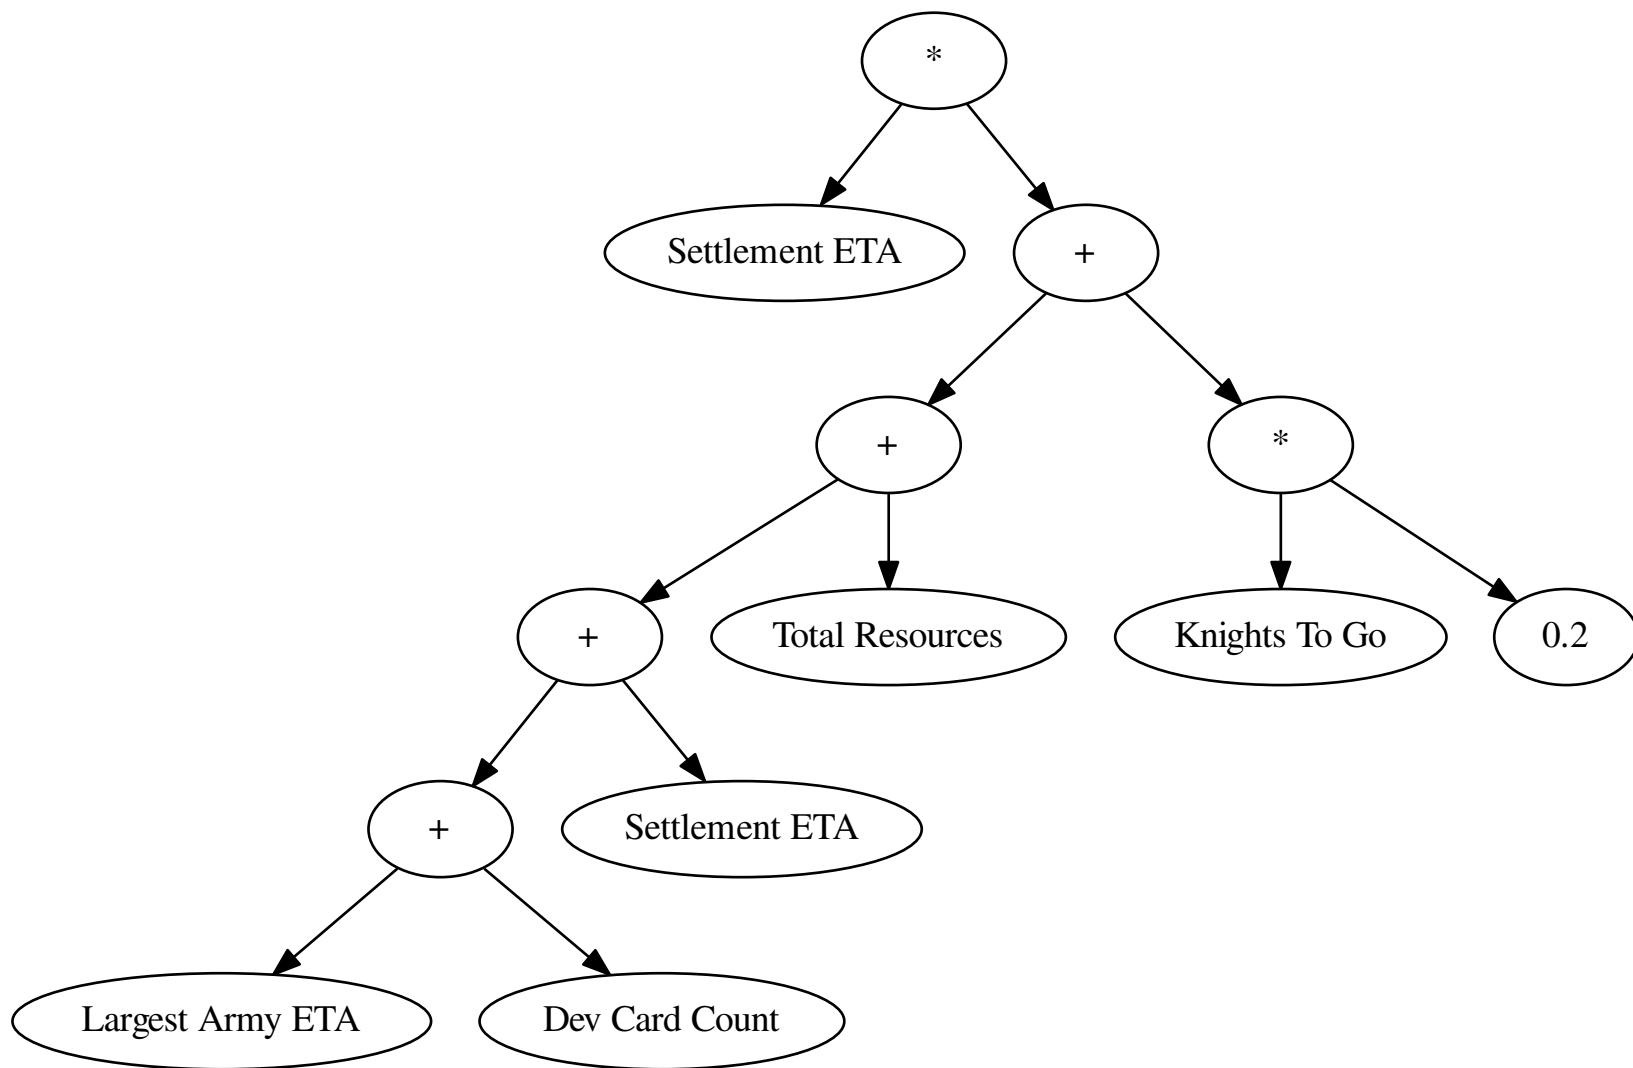 *
Settlement ETA
+
+
*
+
Total Resources
Knights To Go
0.2
+
Settlement ETA
Largest Army ETA
Dev Card Count